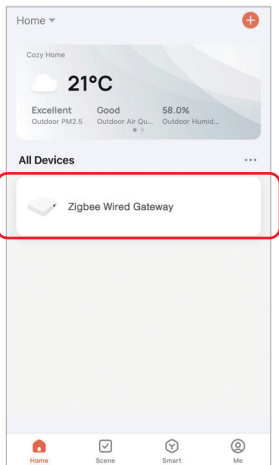 Home
Cozy Home
21°C
Excellent Good 58.0%
Outdoor PM2.5 Outdoor Air Qu... Outdoor Humid...
All Devices ...
Zigbee Wired Gateway
Home Scene Smart Me